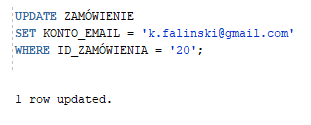 UPDATE ZAMÓWIENIE
SET KONTO_EMAIL = 'k.falinski@gmail.com'
WHERE ID_ZAMÓWIENIA = '20';
1 row updated.